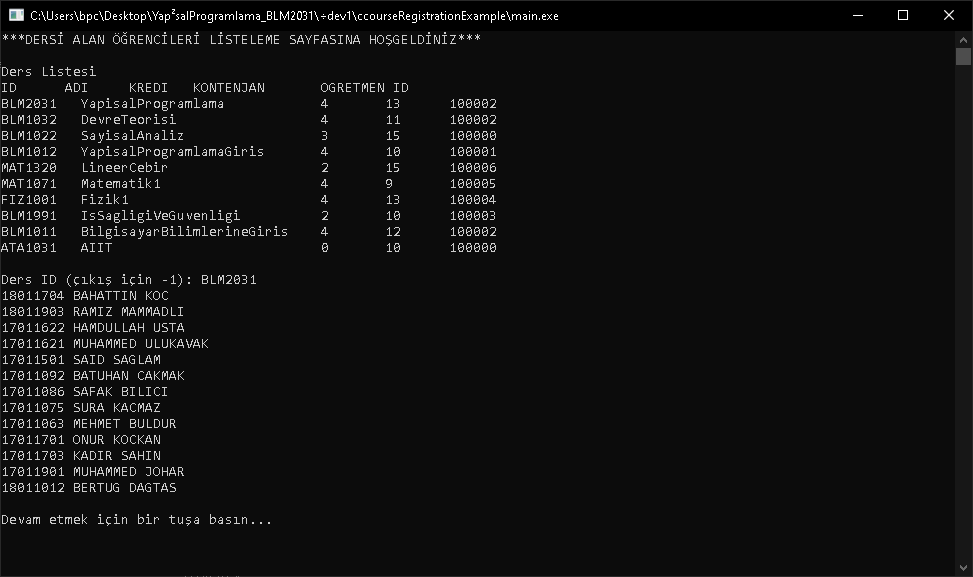 C:\Users\bpc\Desktop\Yap²salProgramlama_BLM2031\÷dev1\ccourseRegistrationExample\main.exe
***DERSİ ALAN ÖĞRENCİLERİ LİSTELEME SAYFASINA HOŞGELDİNİZ***
Ders Listesi
ID ADI KREDI KONTENJAN OGRETMEN ID
BLM2031 YapisalProgramlama 4 13 100002
BLM1032 DevreTeorisi 4 11 100002
BLM1022 SayisalAnaliz 3 15 100000
BLM1012 YapisalProgramlamaGiris 4 10 100001
MAT1320 LineerCebir 2 15 100006
MAT1071 Matematik1 4 9 100005
FIZ1001 Fizik1 4 13 100004
BLM1991 IsSagligiVeGuvenligi 2 10 100003
BLM1011 BilgisayarBilimlerineGiris 4 12 100002
ATA1031 AIIT 0 10 100000
Ders ID (çıkış için -1): BLM2031
18011704 BAHATTIN KOC
18011903 RAMIZ MAMMADLI
17011622 HAMDULLAH USTA
17011621 MUHAMMED ULUKAVAK
17011501 SAID SAGLAM
17011092 BATUHAN CAKMAK
17011086 SAFAK BILICI
17011075 SURA KACMAZ
17011063 MEHMET BULDUR
17011701 ONUR KOCKAN
17011703 KADIR SAHIN
17011901 MUHAMMED JOHAR
18011012 BERTUG DAGTAS
Devam etmek için bir tuşa basın...